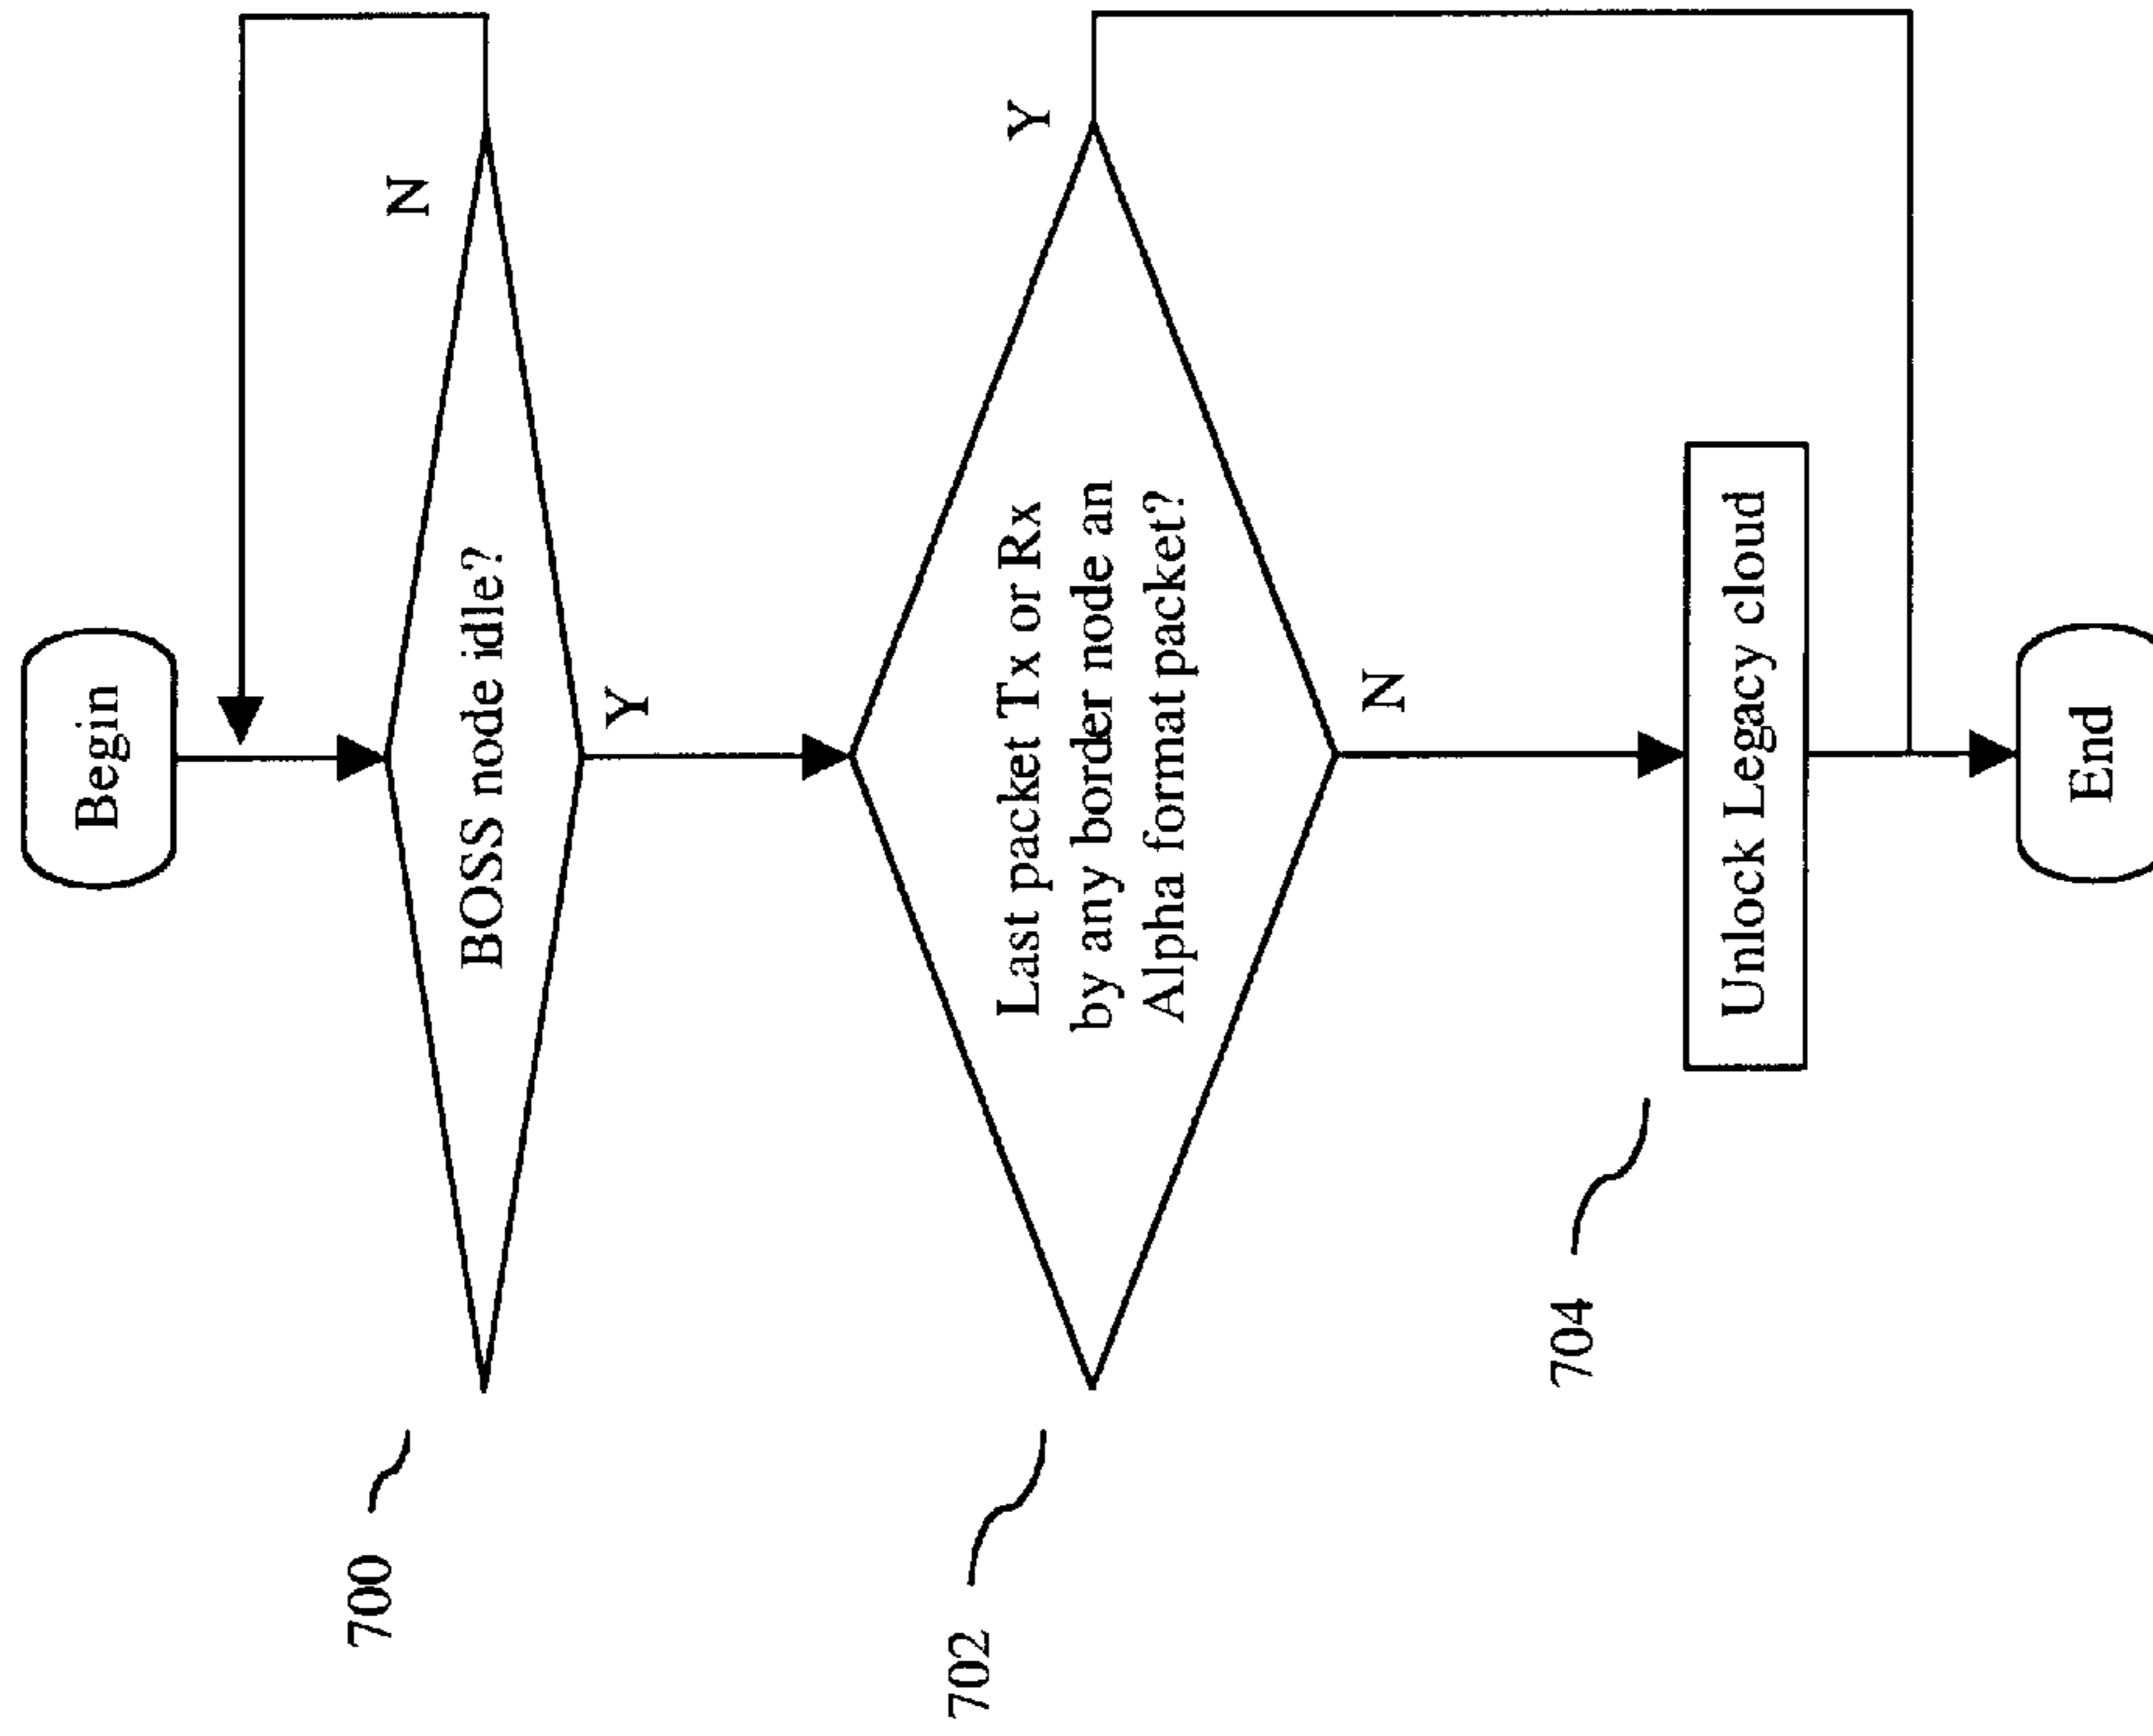 Begin
N
BOSS node idle?
Y
700
Y
Last packet Tx or Rx
by any border node an
Alpha format packet?
N
702
Unlock Legacy cloud
704
End